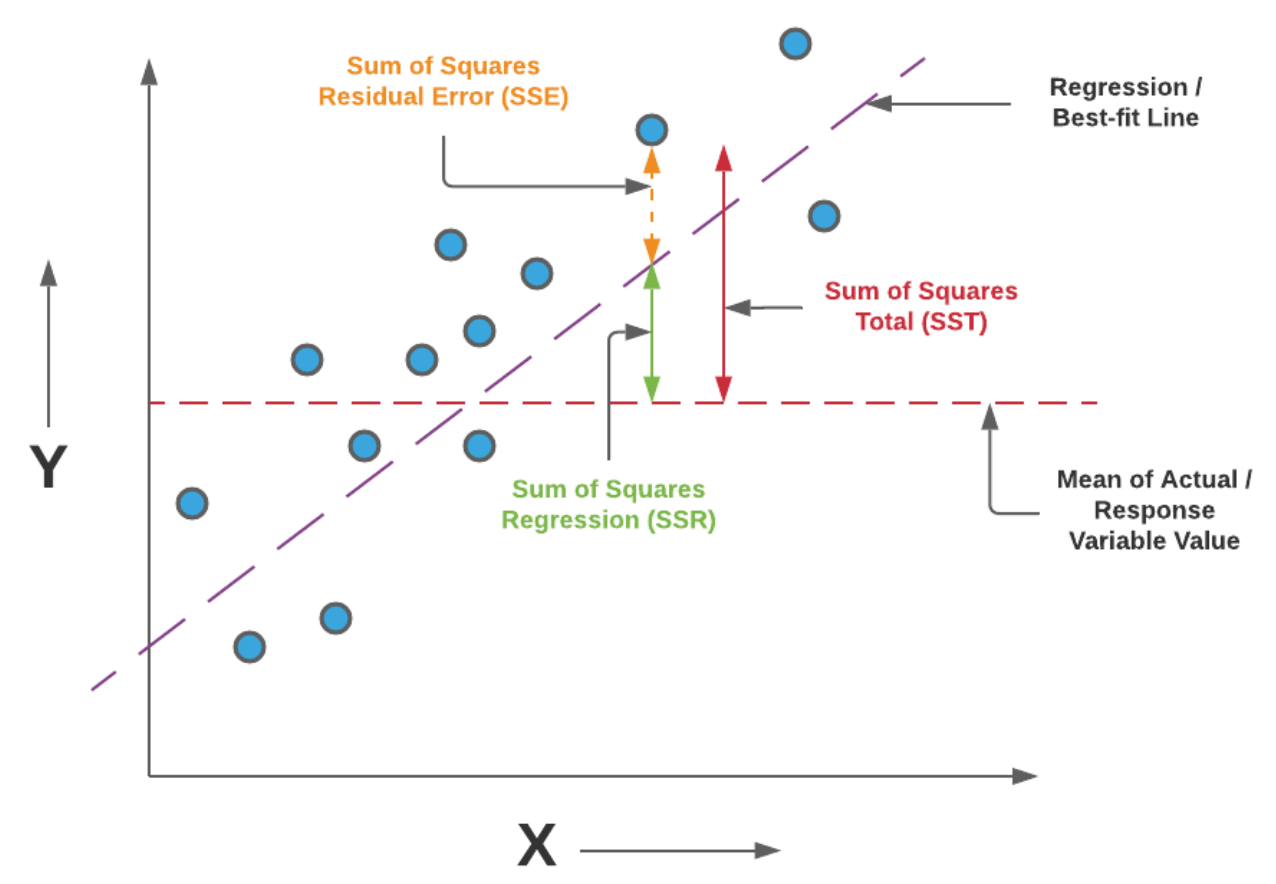 Sum of Squares
Residual Error (SSE)
Regression /
Best-fit Line
Sum of Squares
Total (SST)
Y
Sum of Squares
Regression (SSR)
Mean of Actual /
Response
Variable Value
X